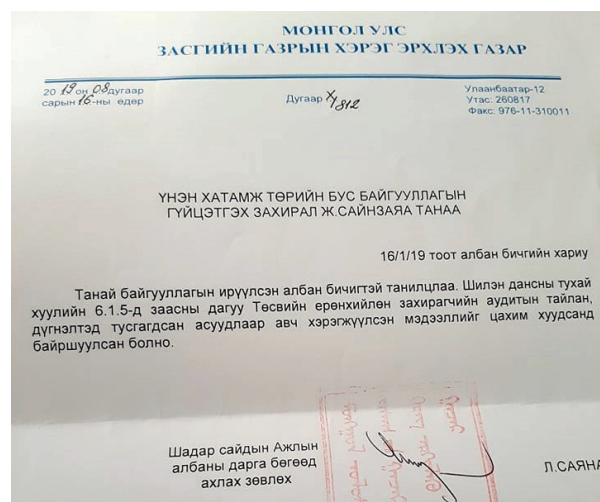 МОНГОЛ УЛС
ЗАСГИЙН ГАЗРЫН ХЭРЭГ ЭРХЛЭХ ГАЗАР
2019 он 08 дугаар
сарын 16-ны өдөр
Дугаар X/812
Улаанбаатар-12
Утас: 260817
Факс: 976-11-310011
ҮНЭН ХАТАМЖ ТӨРИЙН БУС БАЙГУУЛЛАГЫН
ГҮЙЦЭТГЭХ ЗАХИРАЛ Ж.САЙНЗАЯА ТАНАА
16/1/19 тоот албан бичгийн хариу
Танай байгууллагын ирүүлсэн албан бичигтэй танилцлаа. Шилэн дансны тухай
хуулийн 6.1.5-д заасны дагуу Төсвийн ерөнхийлөн захирагчийн аудитын тайлан,
дүгнэлтэд тусгагдсан асуудлаар авч хэрэгжүүлсэн мэдээллийг цахим хуудсанд
байршуулсан болно.
Шадар сайдын Ажлын
албаны дарга бөгөөд
ахлах зөвлөх
Л.САЯНА